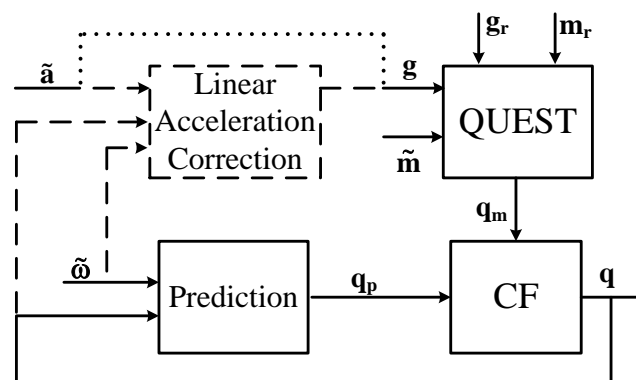 g_r
m_r
ã
Linear
Acceleration
Correction
g
QUEST
m̃
q_m
ω̃
Prediction
q_p
CF
q